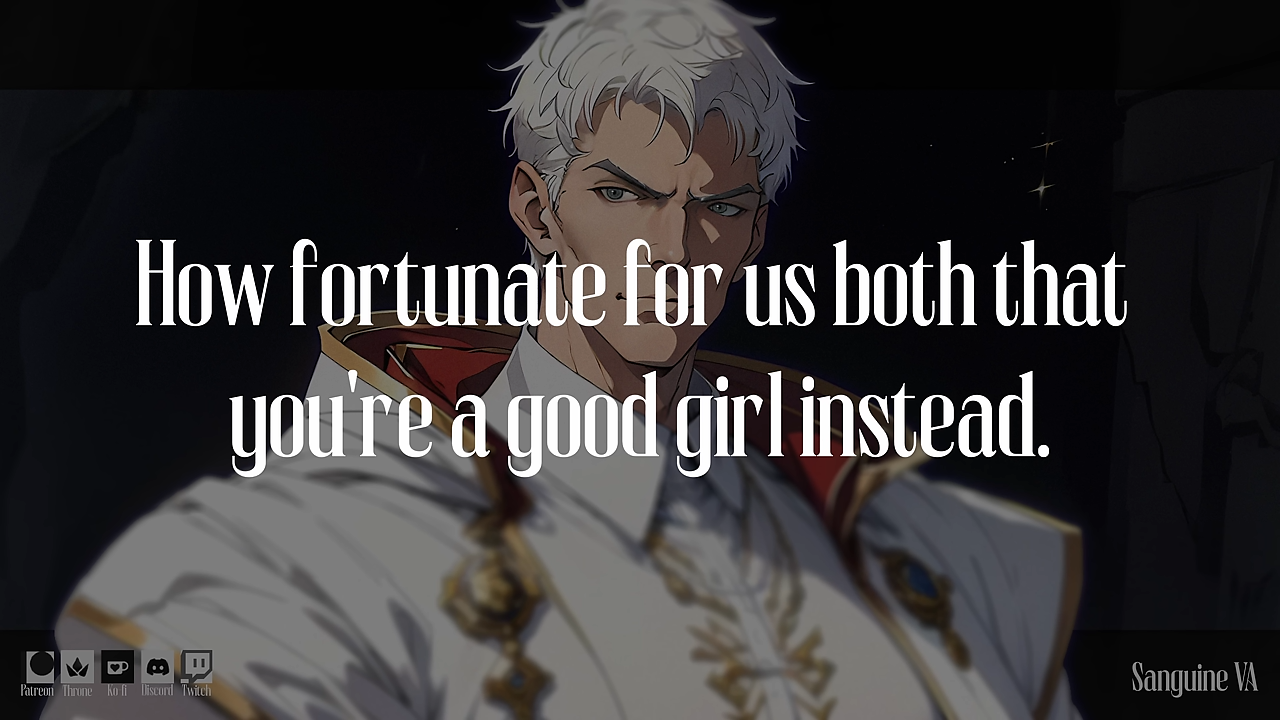 How fortunate for us both that
you're a good girl instead.
Patreon Throne Ko fi Discord Twitch
Sanguine VA